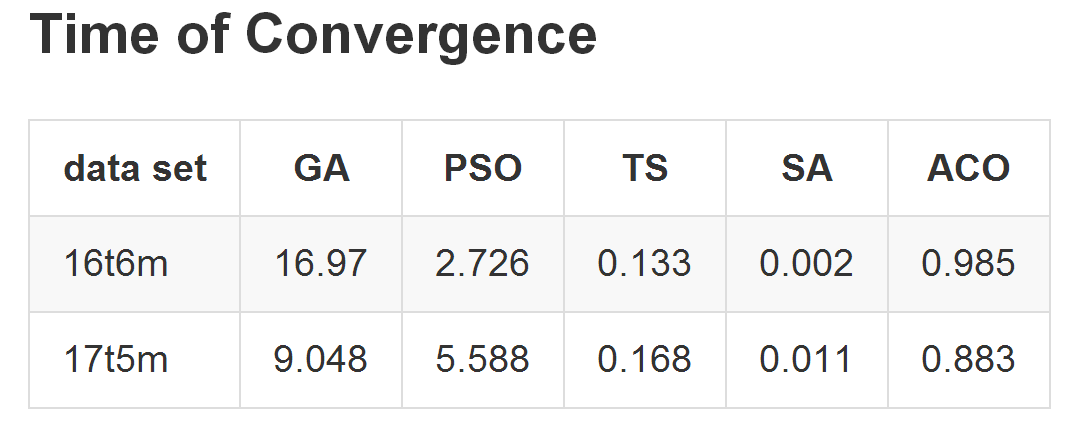 Time of Convergence
data set GA PSO TS SA ACO
16t6m 16.97 2.726 0.133 0.002 0.985
17t5m 9.048 5.588 0.168 0.011 0.883